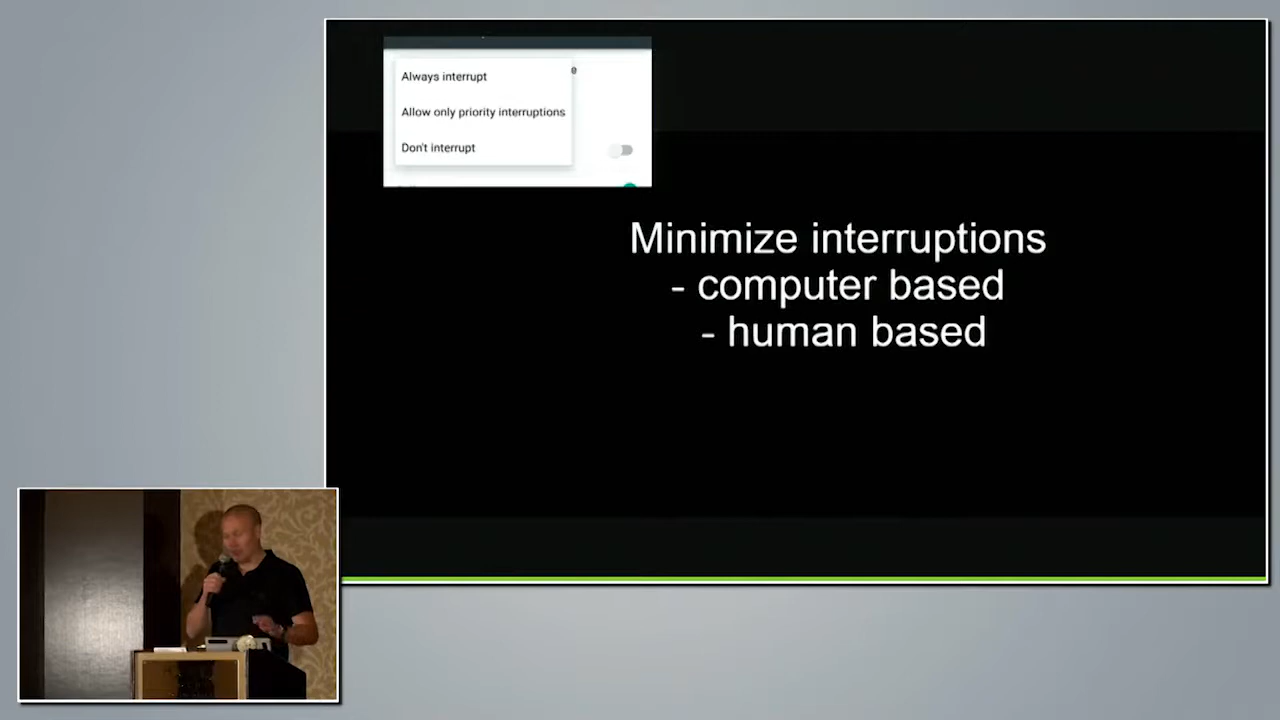 Always interrupt
Allow only priority interruptions
Don't interrupt
Minimize interruptions
- computer based
- human based